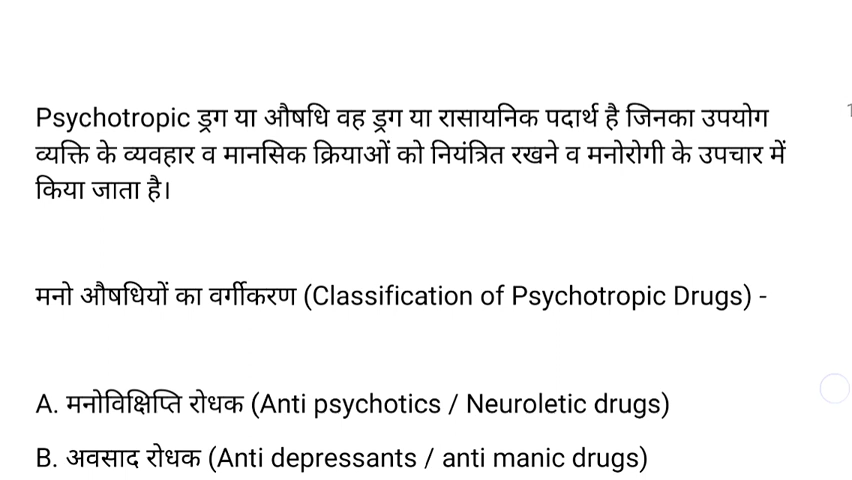 Psychotropic ड्रग या औषधि वह ड्रग या रासायनिक पदार्थ है जिनका उपयोग
व्यक्ति के व्यवहार व मानसिक क्रियाओं को नियंत्रित रखने व मनोरोगी के उपचार में
किया जाता है।
मनो औषधियों का वर्गीकरण (Classification of Psychotropic Drugs) -
A. मनोविक्षिप्ति रोधक (Anti psychotics / Neuroletic drugs)
B. अवसाद रोधक (Anti depressants / anti manic drugs)